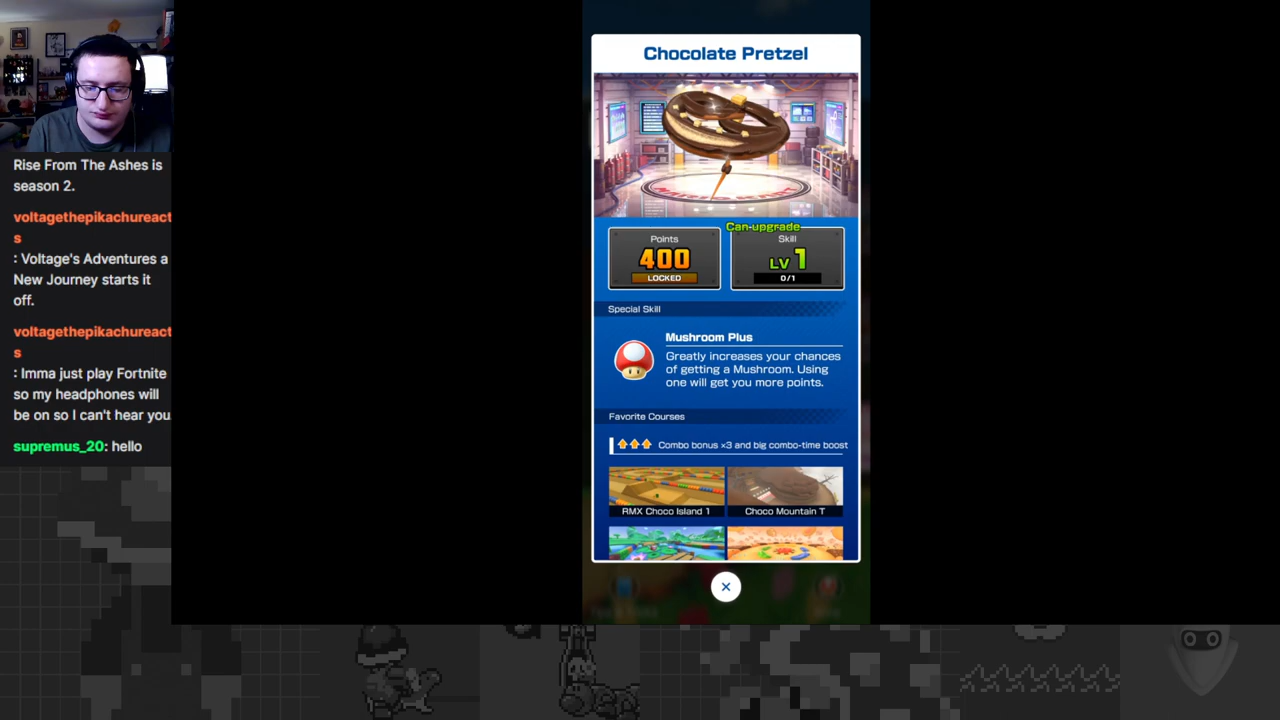 Rise From The Ashes is
season 2.
voltagethepikachureact
s
: Voltage's Adventures a
New Journey starts it
off.
voltagethepikachureact
s
: Imma just play Fortnite
so my headphones will
be on so I can't hear you.
supremus_20: hello
Chocolate Pretzel
Can upgrade
Points
400
LOCKED
Skill
LV 1
0/1
Special Skill
Mushroom Plus
Greatly increases your chances
of getting a Mushroom. Using
one will get you more points.
Favorite Courses
Combo bonus ×3 and big combo-time boost
RMX Choco Island 1
Choco Mountain T